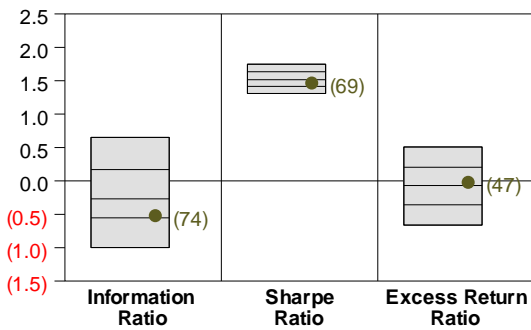 2.5
2.0
1.5
(69)
1.0
0.5
0.0
(47)
(0.5)
(74)
(1.0)
(1.5)
Information
Ratio
Sharpe
Ratio
Excess Return
Ratio